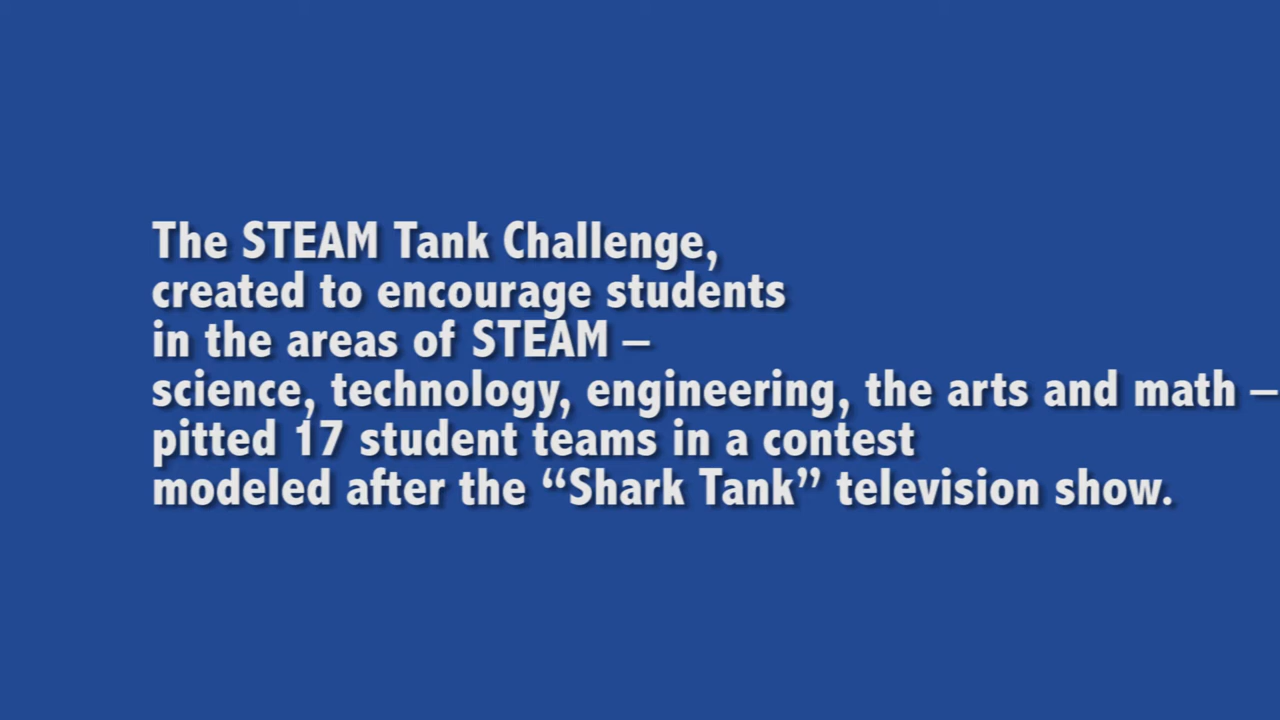 The STEAM Tank Challenge,
created to encourage students
in the areas of STEAM –
science, technology, engineering, the arts and math –
pitted 17 student teams in a contest
modeled after the “Shark Tank” television show.